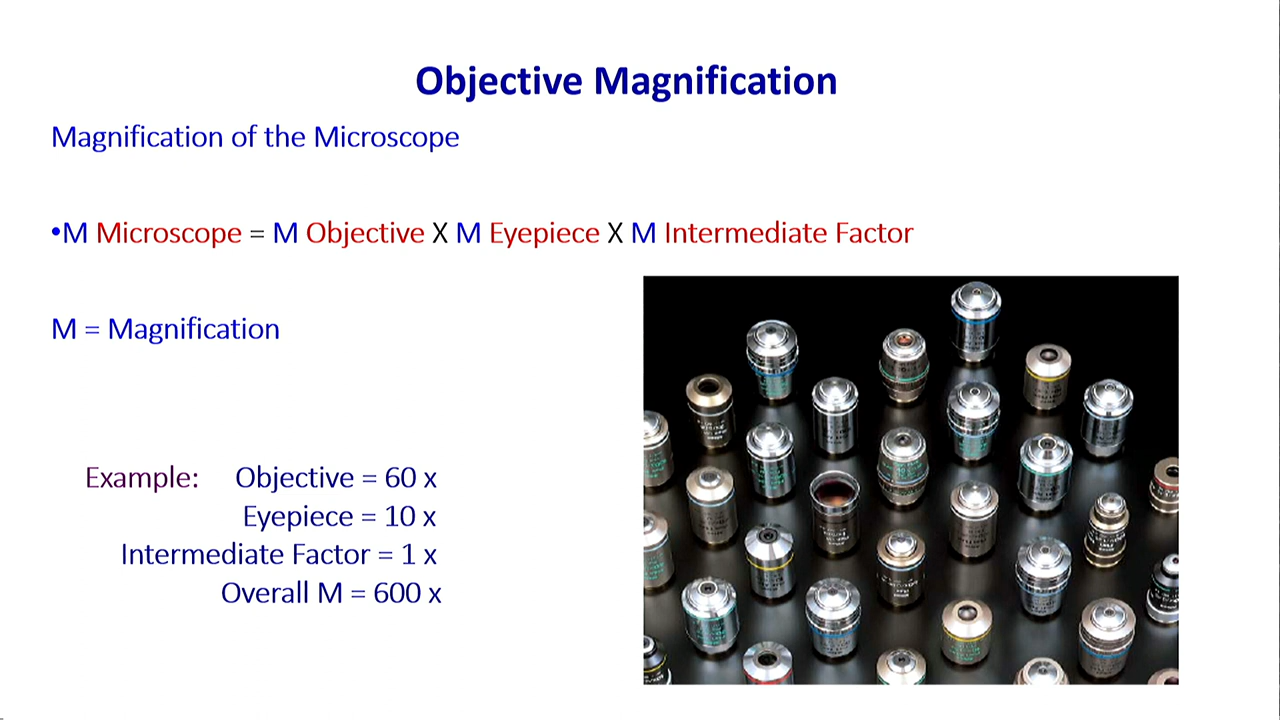 Objective Magnification
Magnification of the Microscope
•M Microscope = M Objective X M Eyepiece X M Intermediate Factor
M = Magnification
Example: Objective = 60 x
Eyepiece = 10 x
Intermediate Factor = 1 x
Overall M = 600 x